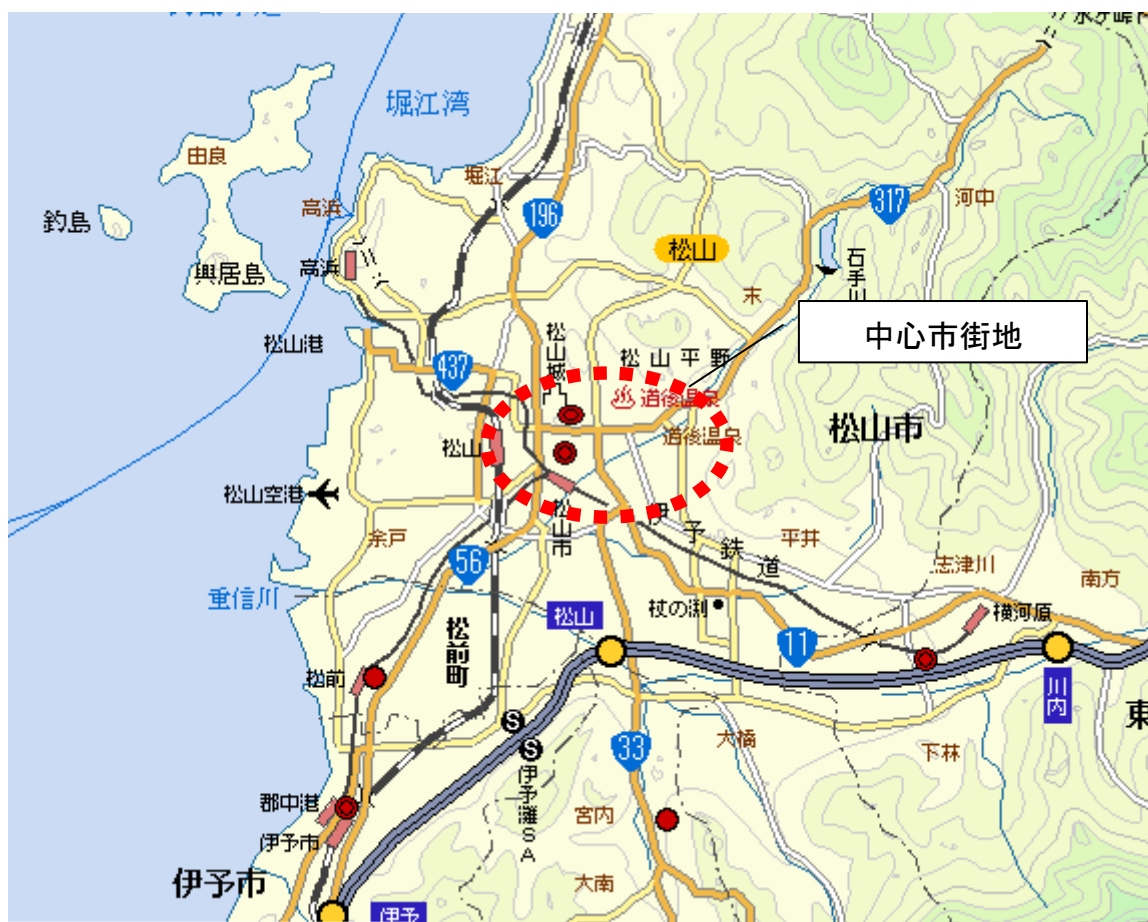 堀江湾
由良
釣島
興居島
高浜
高浜
堀江
196
317
河中
松山
石手川
末
松山港
437
松山城
松山平野
中心市街地
道後温泉
道後温泉
松山市
松山
松山空港
松山市
伊予鉄道
余戸
56
重信川
平井
志津川
南方
横河原
杖の淵
松山
11
松前町
松前
川内
東
S
S
伊予灘SA
33
大橋
下林
郡中港
伊予市
宮内
伊予市
大南
伊予